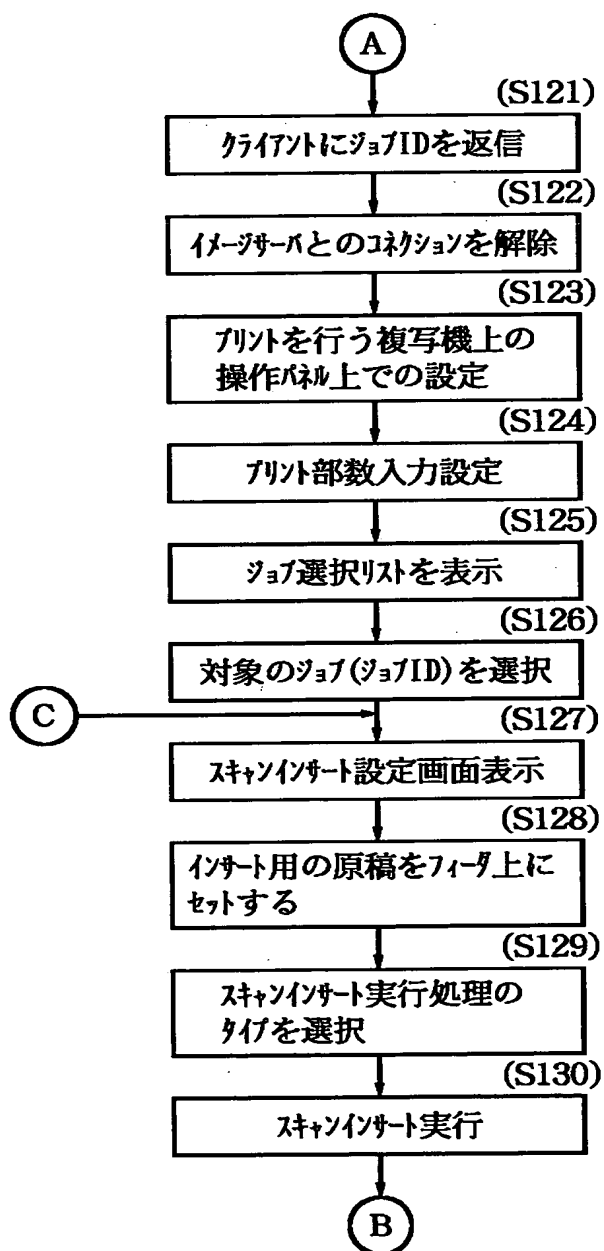 A
(S121)
クライアントにジョブIDを返信
(S122)
イメージサーバとのコネクションを解除
(S123)
プリントを行う複写機上の
操作パネル上での設定
(S124)
プリント部数入力設定
(S125)
ジョブ選択リストを表示
(S126)
対象のジョブ(ジョブID)を選択
C
(S127)
スキャンインサート設定画面表示
(S128)
インサート用の原稿をフィーダ上に
セットする
(S129)
スキャンインサート実行処理の
タイプを選択
(S130)
スキャンインサート実行
B